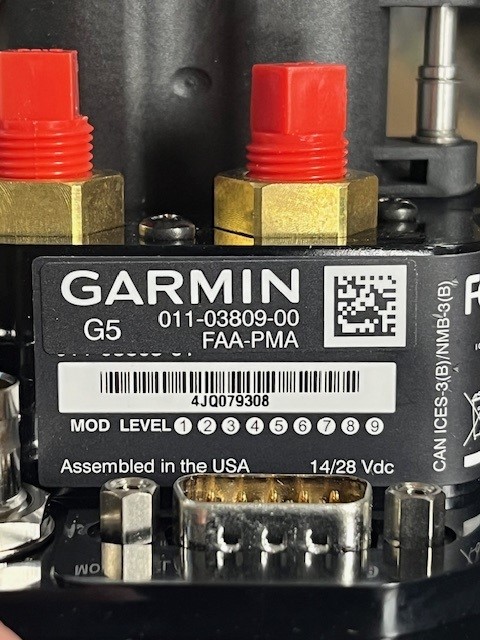 GARMIN
G5
011-03809-00
FAA-PMA
4JQ079308
MOD LEVEL 1 2 3 4 5 6 7 8 9
Assembled in the USA 14/28 Vdc
CAN ICES-3(B)/NMB-3(B)